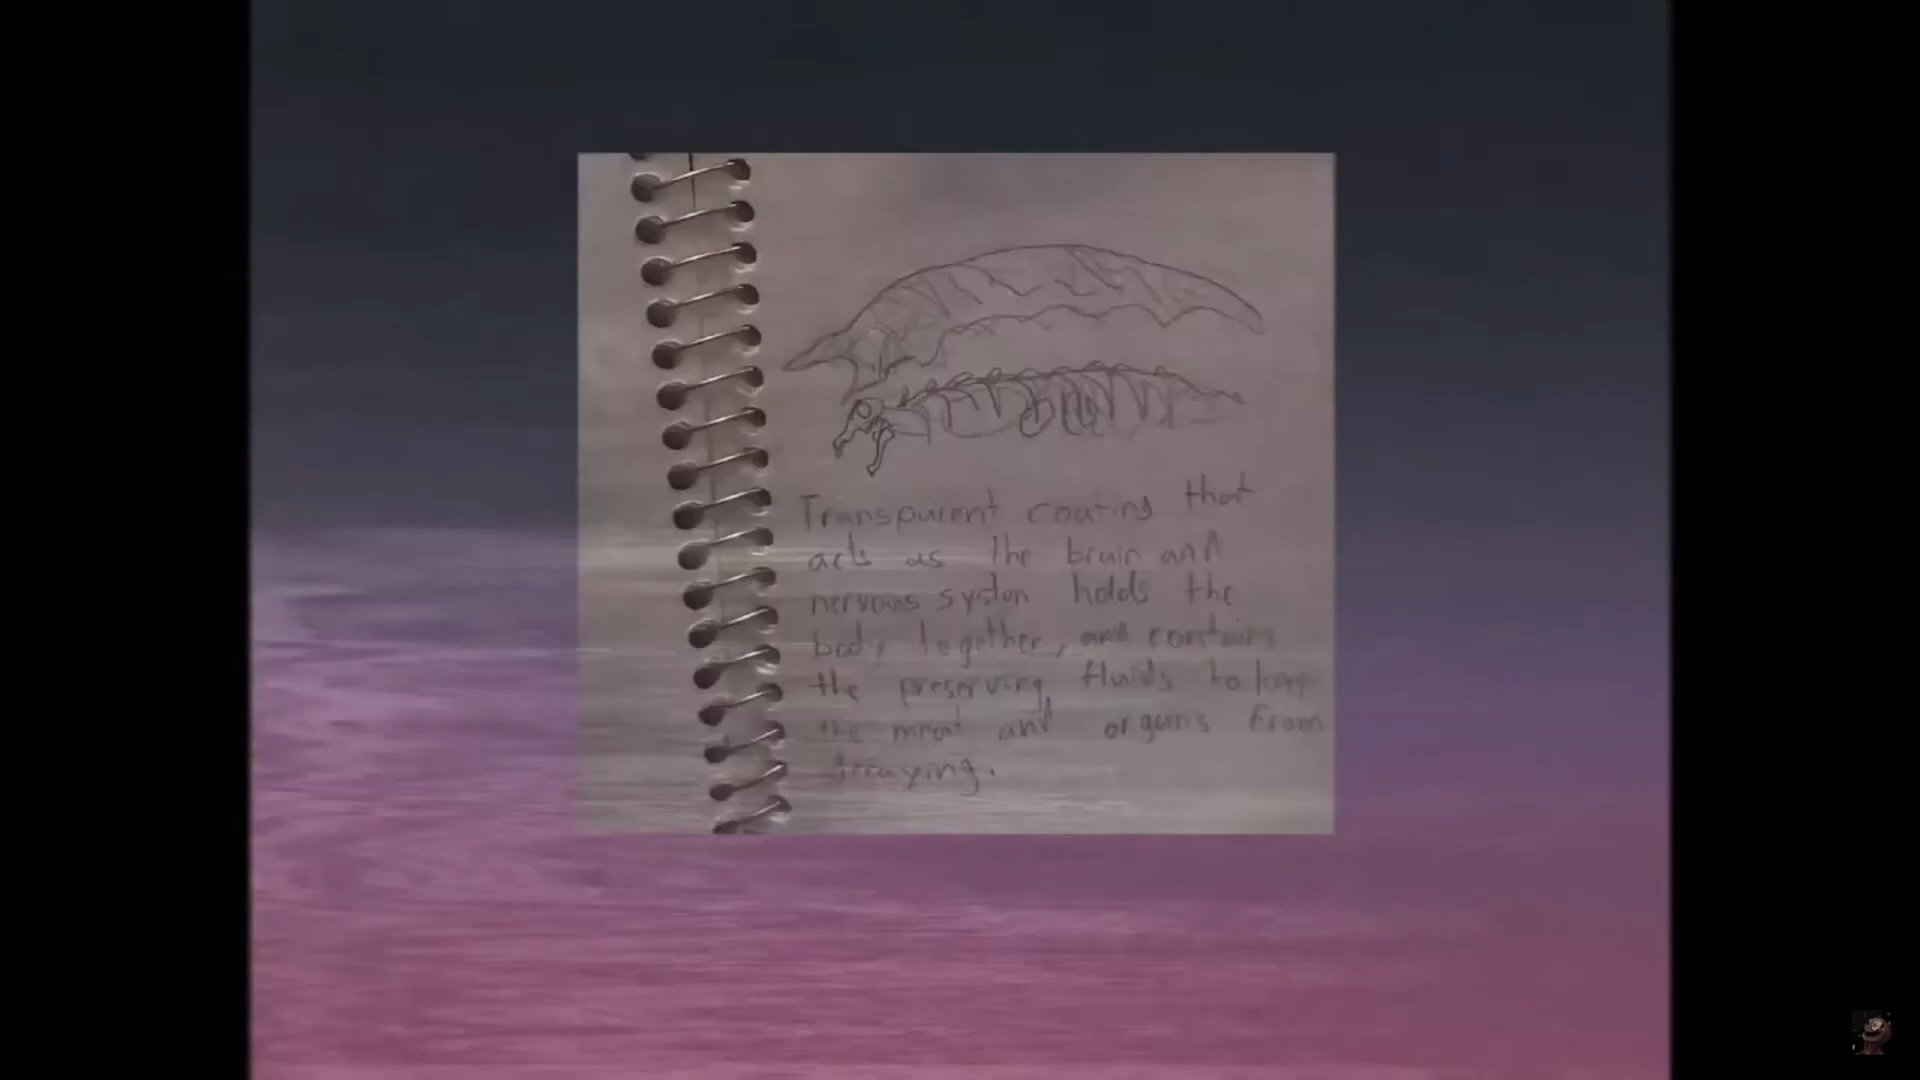 Transparent coating that
acts as the brain and
nervous system holds the
body together, and contains
the preserving fluids to keep
the meat and organs from
decaying.